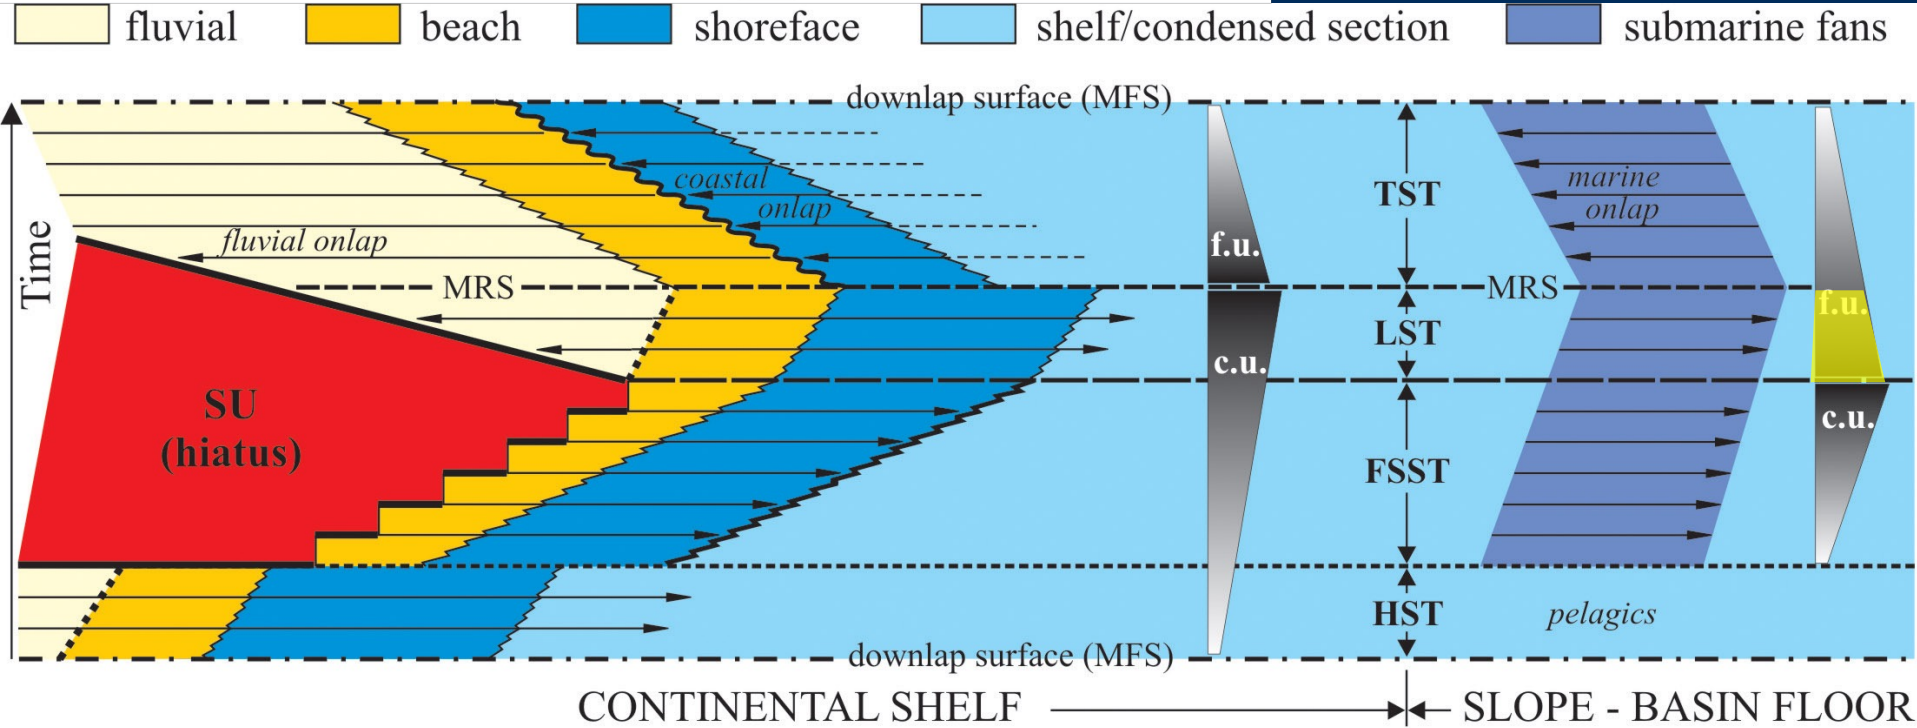 fluvial beach shoreface shelf/condensed section submarine fans
downlap surface (MFS)
Time
coastal
onlap
fluvial onlap
MRS
SU
(hiatus)
f.u.
c.u.
TST
LST
FSST
HST
marine
onlap
MRS
pelagics
f.u.
c.u.
downlap surface (MFS)
CONTINENTAL SHELF SLOPE - BASIN FLOOR